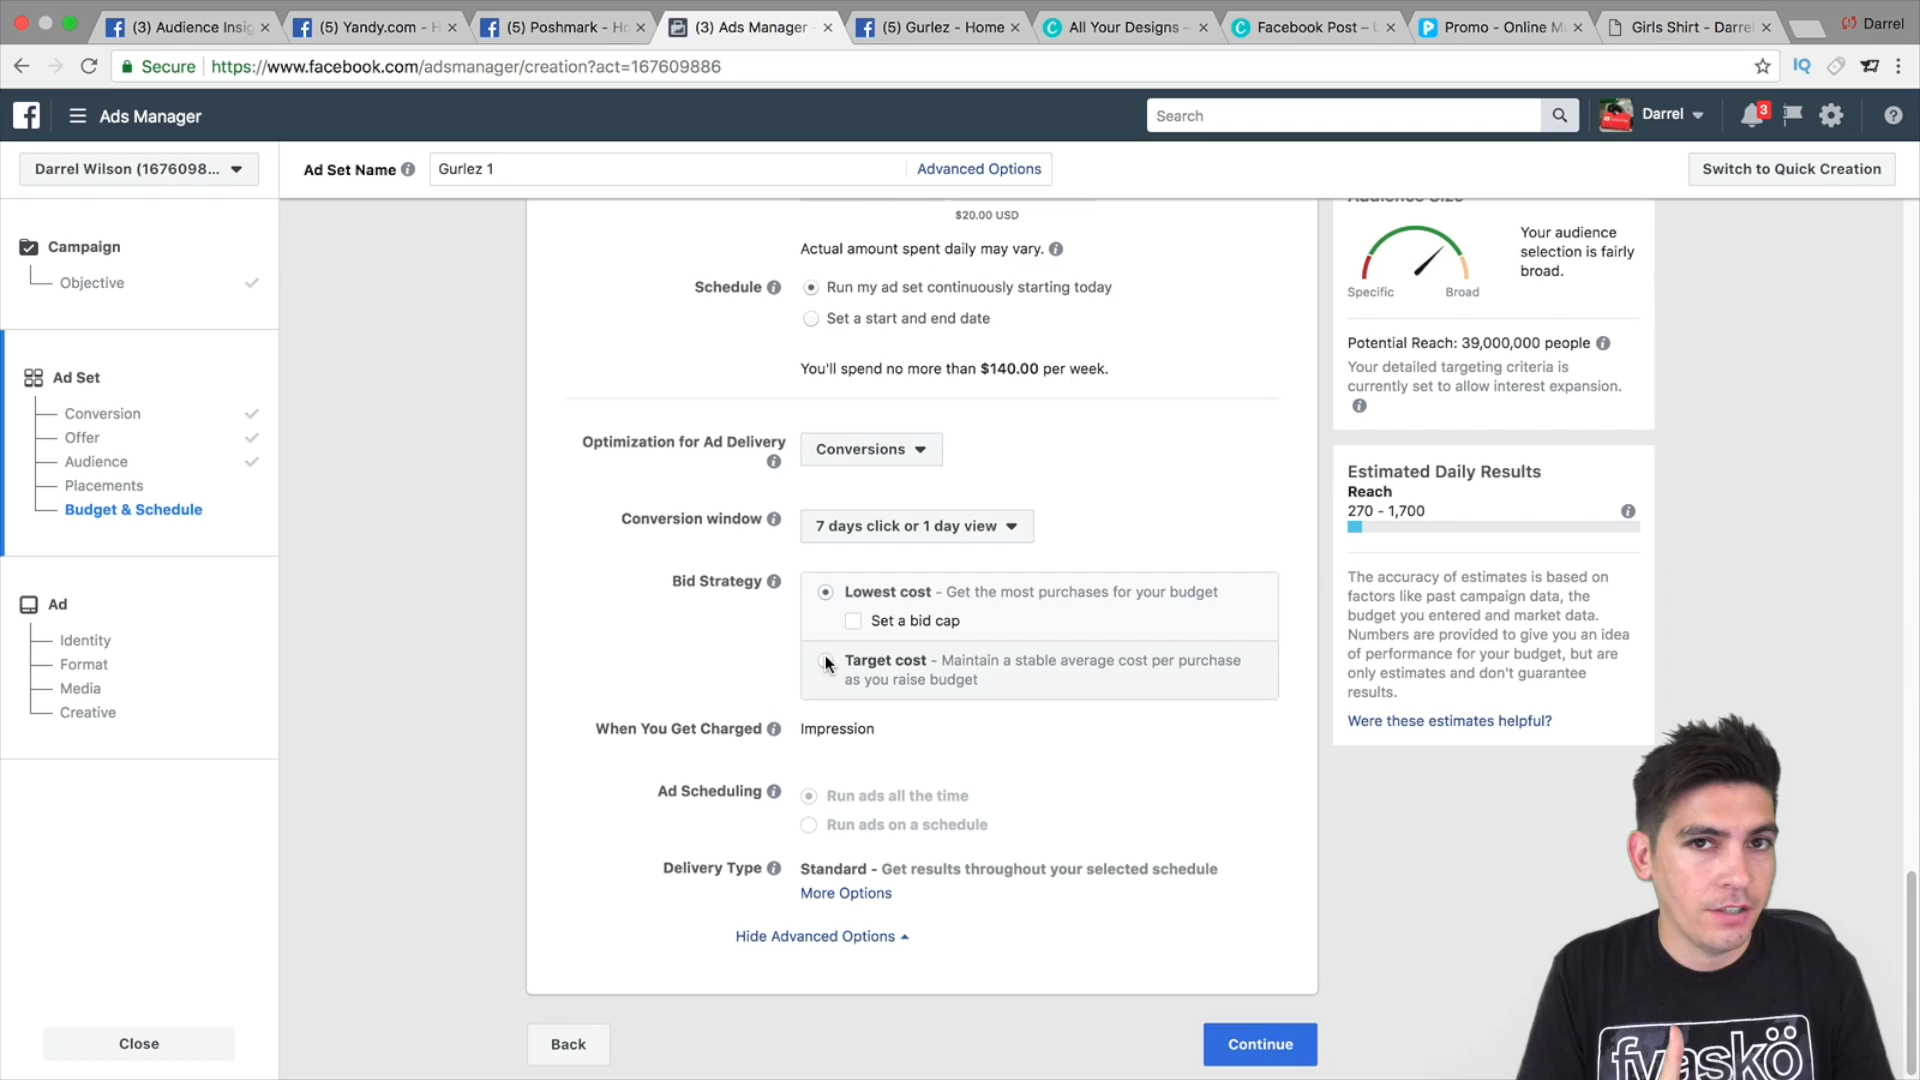 (3) Audience Insig
(5) Yandy.com - H
(5) Poshmark - Ho
(3) Ads Manager -
(5) Gurlez - Home
All Your Designs -
Facebook Post – U
Promo - Online M
Girls Shirt - Darrel
Darrel
Secure
https://www.facebook.com/adsmanager/creation?act=167609886
IQ
Ads Manager
Search
Darrel
3
Darrel Wilson (1676098...
Ad Set Name
Gurlez 1
Advanced Options
Switch to Quick Creation
Campaign
Objective
Ad Set
Conversion
Offer
Audience
Placements
Budget & Schedule
Ad
Identity
Format
Media
Creative
Close
$20.00 USD
Actual amount spent daily may vary.
Schedule
Run my ad set continuously starting today
Set a start and end date
You'll spend no more than $140.00 per week.
Optimization for Ad Delivery
Conversions
Conversion window
7 days click or 1 day view
Bid Strategy
Lowest cost - Get the most purchases for your budget
Set a bid cap
Target cost - Maintain a stable average cost per purchase
as you raise budget
When You Get Charged
Impression
Ad Scheduling
Run ads all the time
Run ads on a schedule
Delivery Type
Standard - Get results throughout your selected schedule
More Options
Hide Advanced Options
Back
Continue
Audience Size
Your audience
selection is fairly
broad.
Specific
Broad
Potential Reach: 39,000,000 people
Your detailed targeting criteria is
currently set to allow interest expansion.
Estimated Daily Results
Reach
270 - 1,700
The accuracy of estimates is based on
factors like past campaign data, the
budget you entered and market data.
Numbers are provided to give you an idea
of performance for your budget, but are
only estimates and don't guarantee
results.
Were these estimates helpful?